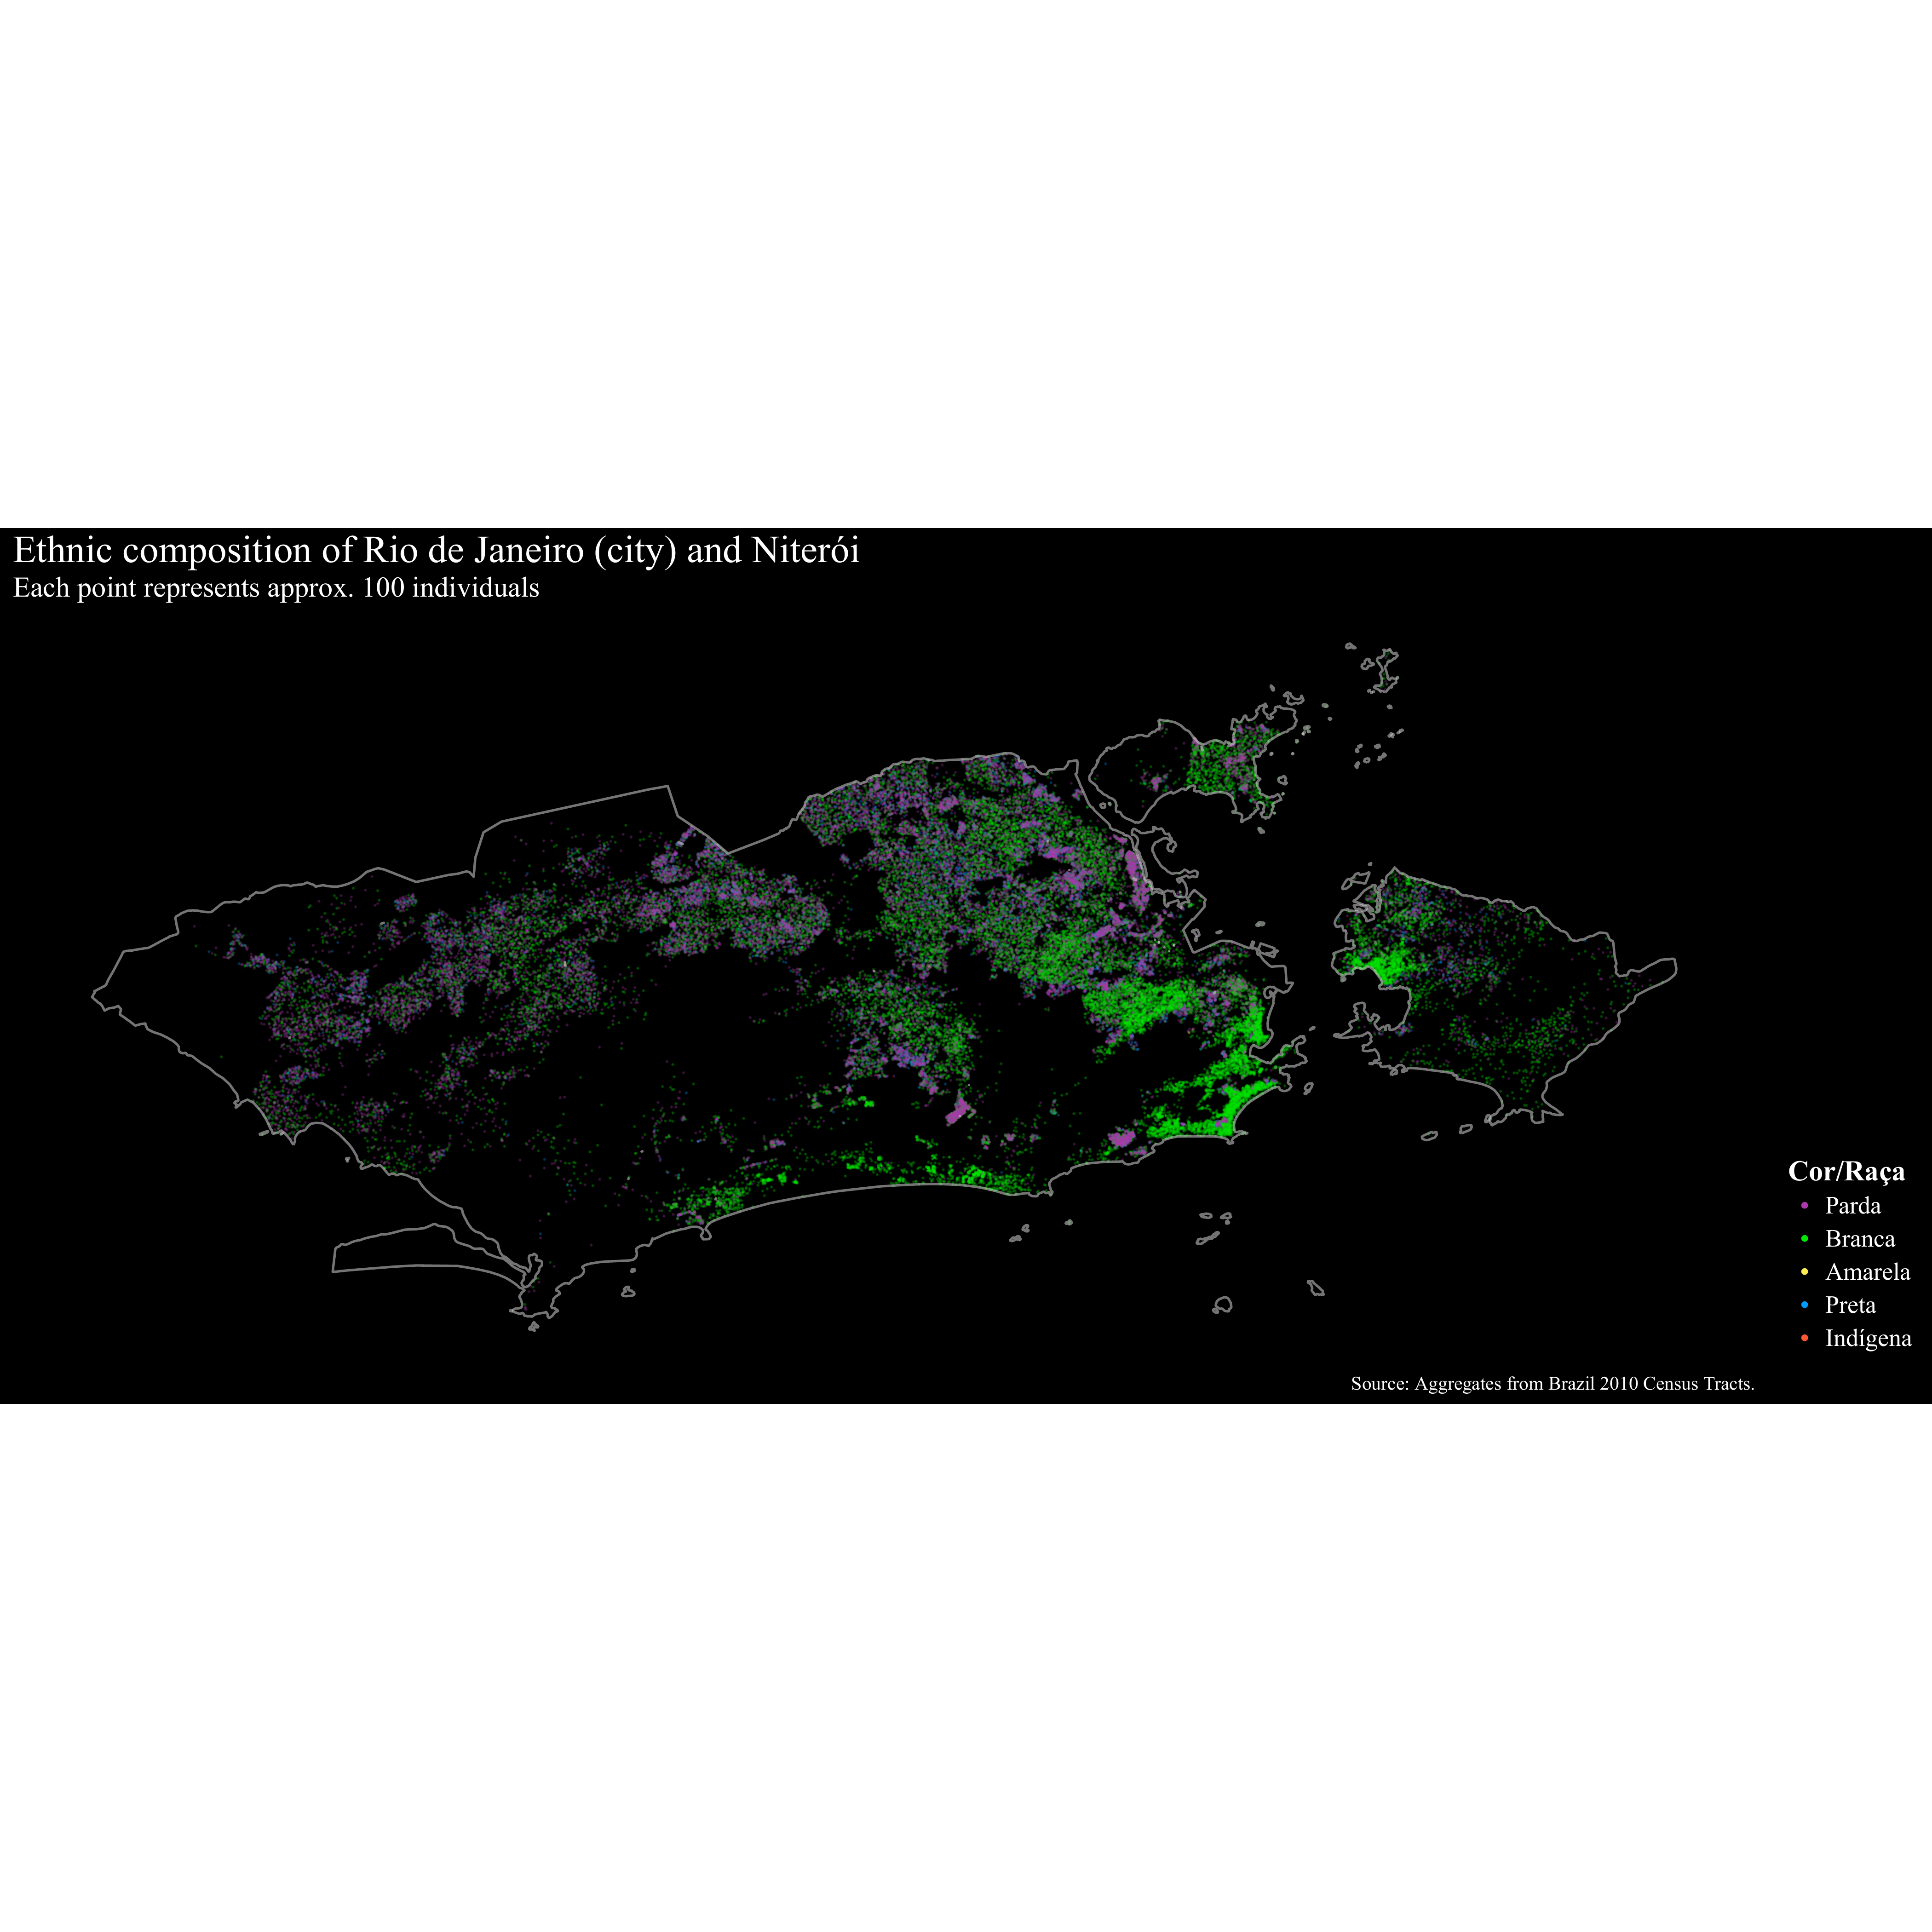 Ethnic composition of Rio de Janeiro (city) and Niterói
Each point represents approx. 100 individuals
Cor/Raça
Parda
Branca
Amarela
Preta
Indígena
Source: Aggregates from Brazil 2010 Census Tracts.